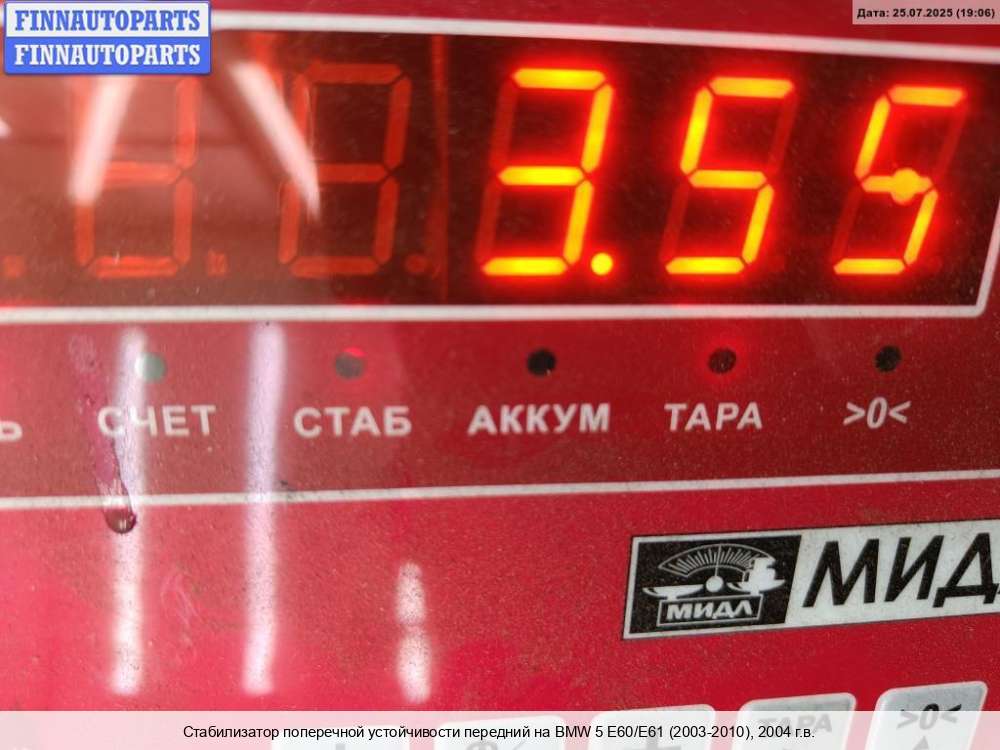 FINNAUTOPARTS
FINNAUTOPARTS
Дата: 25.07.2025 (19:06)
3.55
СЧЕТ СТАБ АККУМ ТАРА >0<
МИДЛ
ТАРА >0<
Стабилизатор поперечной устойчивости передний на BMW 5 E60/E61 (2003-2010), 2004 г.в.